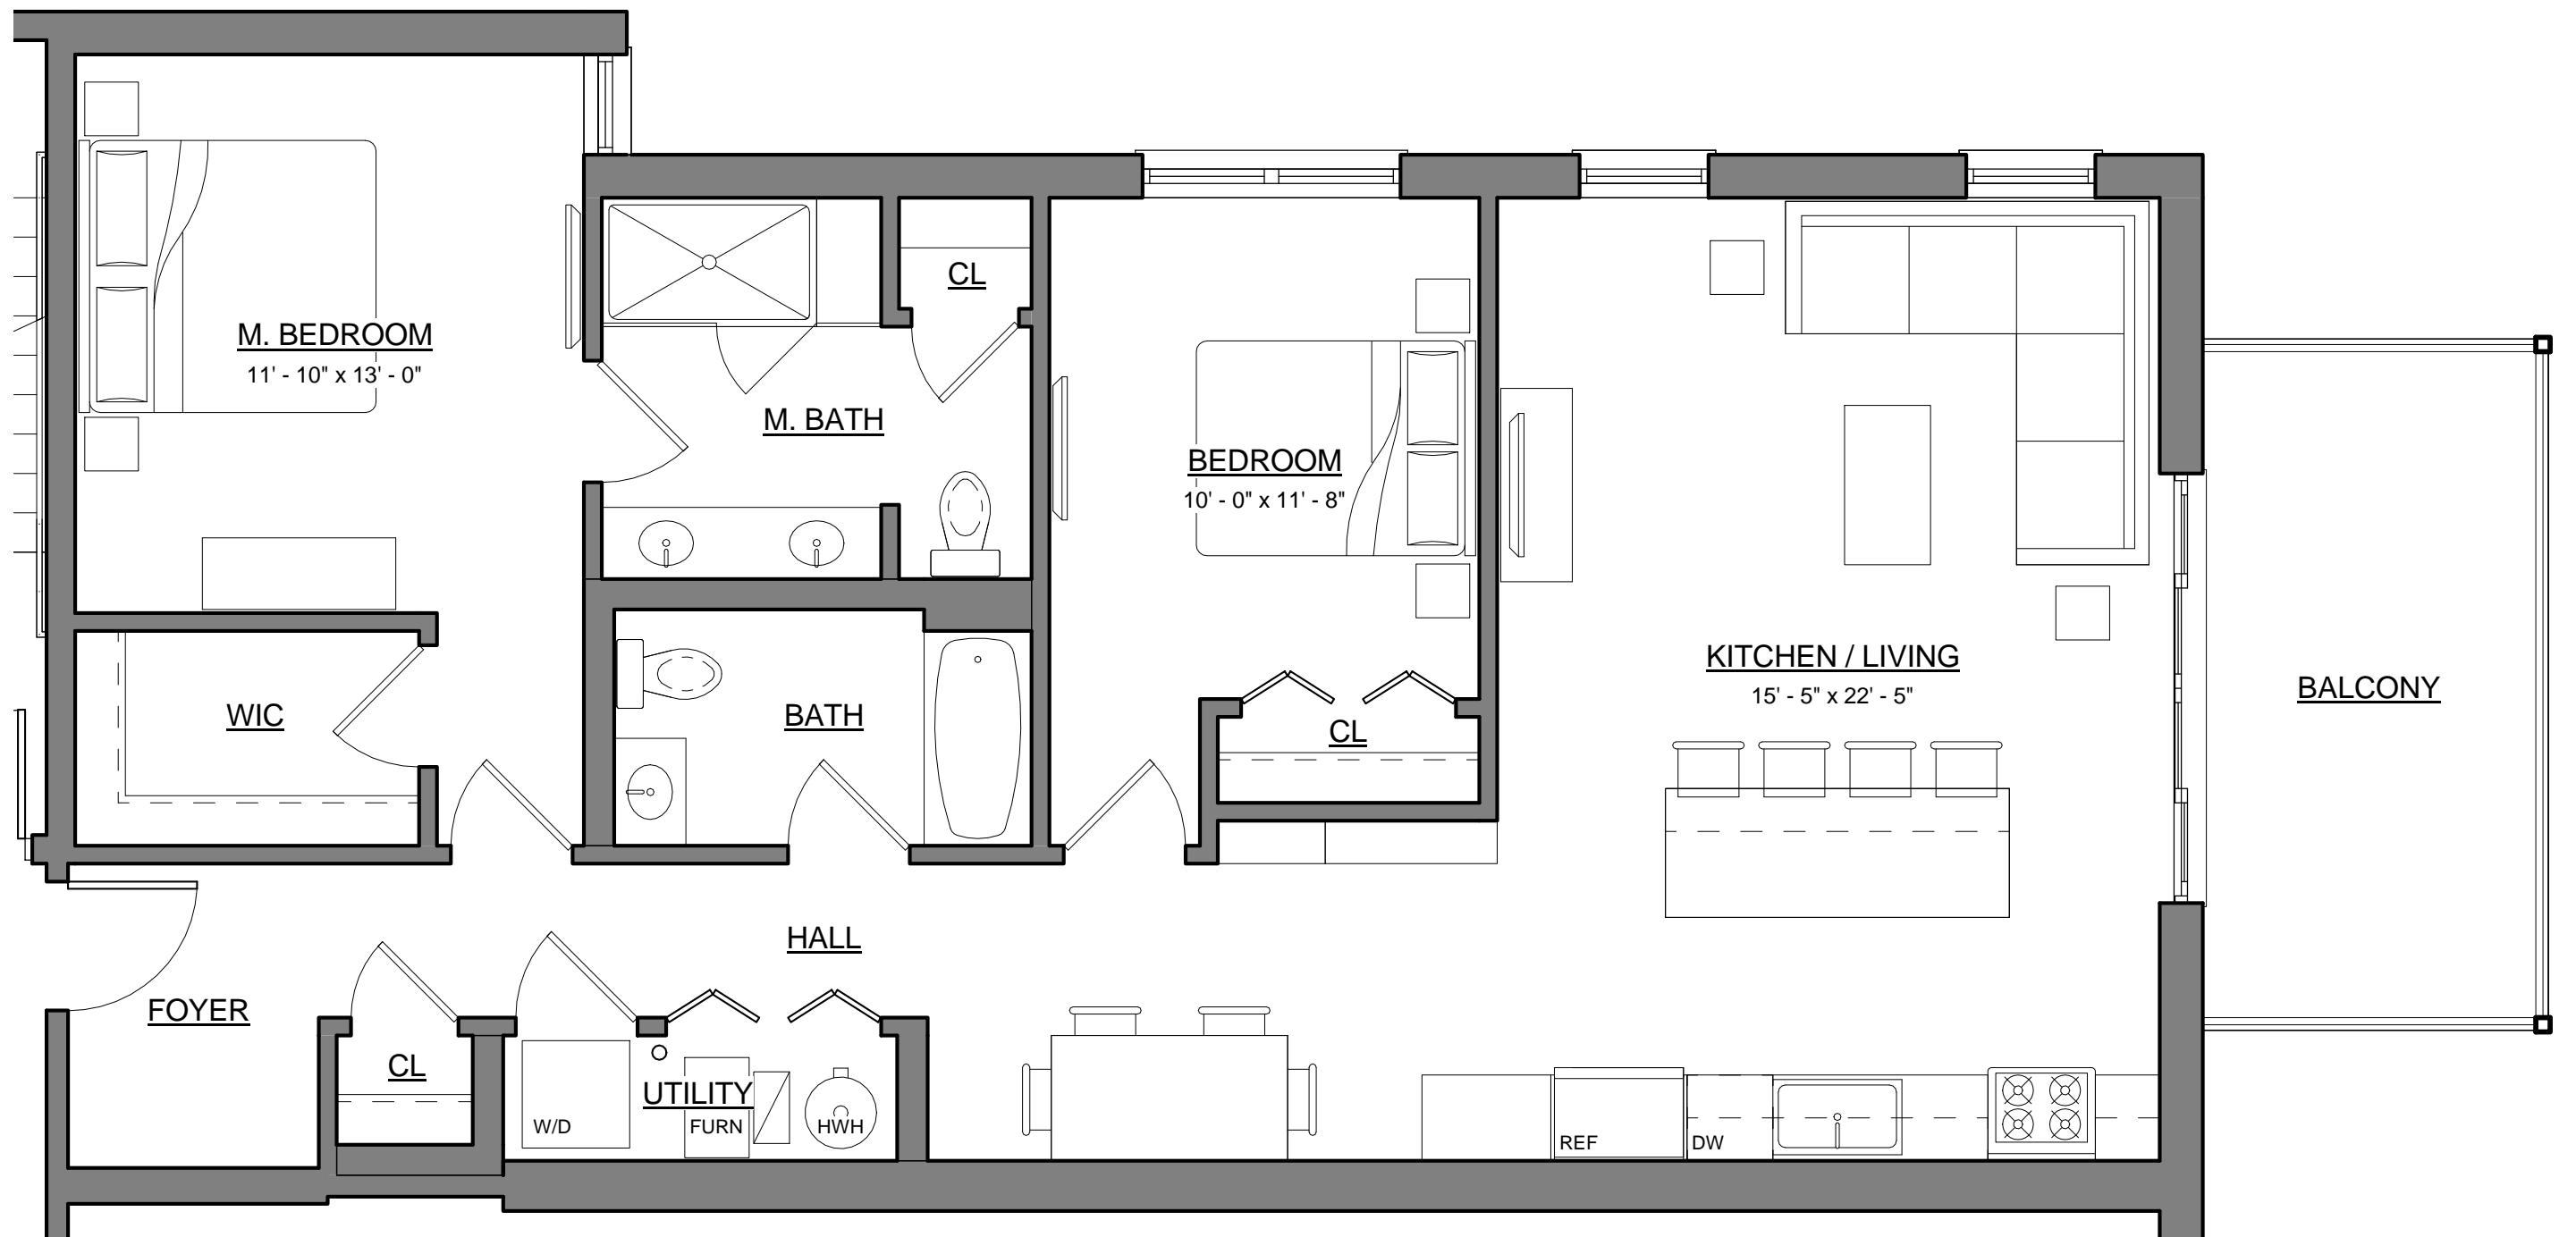 M. BEDROOM
11' - 10" x 13' - 0"
CL
M. BATH
BEDROOM
10' - 0" x 11' - 8"
WIC
BATH
CL
KITCHEN / LIVING
15' - 5" x 22' - 5"
BALCONY
HALL
FOYER
CL
UTILITY
W/D
FURN
HWH
REF
DW